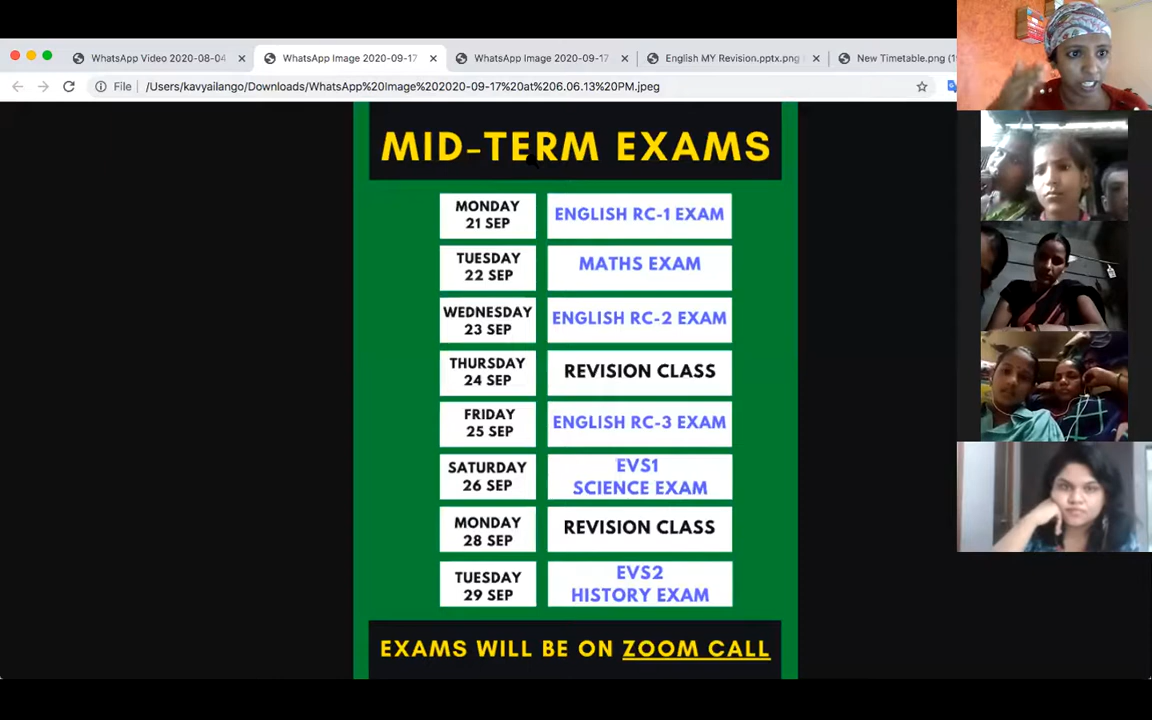 WhatsApp Video 2020-08-04
WhatsApp Image 2020-09-17
WhatsApp Image 2020-09-17
English MY Revision.pptx.png
New Timetable.png (1
File
/Users/kavyailango/Downloads/WhatsApp%20Image%202020-09-17%20at%206.06.13%20PM.jpeg
MID-TERM EXAMS
MONDAY
21 SEP
ENGLISH RC-1 EXAM
TUESDAY
22 SEP
MATHS EXAM
WEDNESDAY
23 SEP
ENGLISH RC-2 EXAM
THURSDAY
24 SEP
REVISION CLASS
FRIDAY
25 SEP
ENGLISH RC-3 EXAM
SATURDAY
26 SEP
EVS1
SCIENCE EXAM
MONDAY
28 SEP
REVISION CLASS
TUESDAY
29 SEP
EVS2
HISTORY EXAM
EXAMS WILL BE ON ZOOM CALL